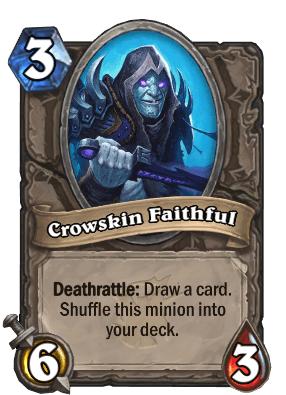 3
Crowskin Faithful
Deathrattle: Draw a card.
Shuffle this minion into
your deck.
6
3